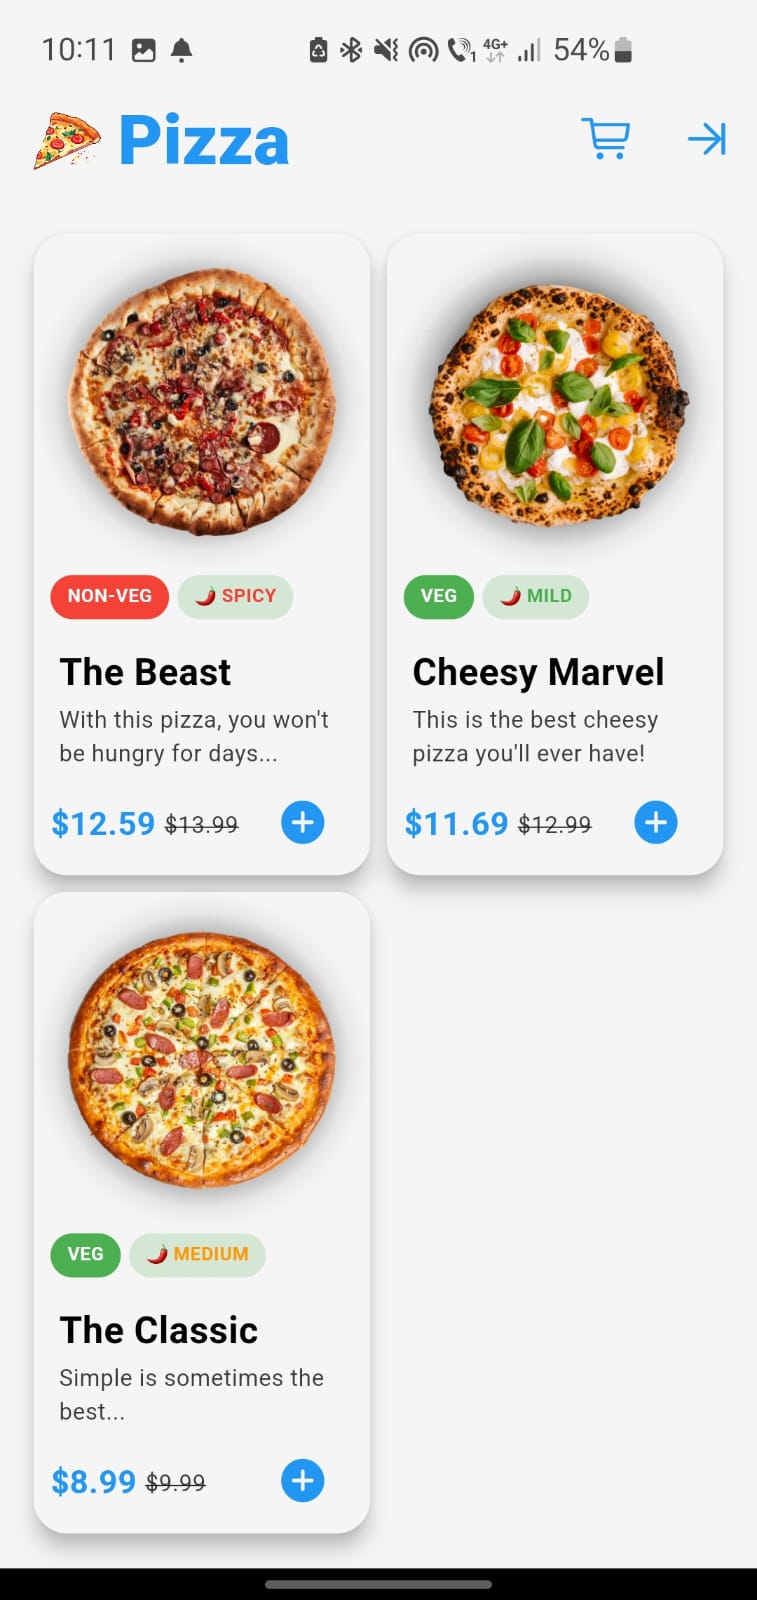 10:11
1 4G+ 54%
Pizza
NON-VEG SPICY
The Beast
With this pizza, you won't
be hungry for days...
$12.59 $13.99
VEG MILD
Cheesy Marvel
This is the best cheesy
pizza you'll ever have!
$11.69 $12.99
VEG MEDIUM
The Classic
Simple is sometimes the
best...
$8.99 $9.99